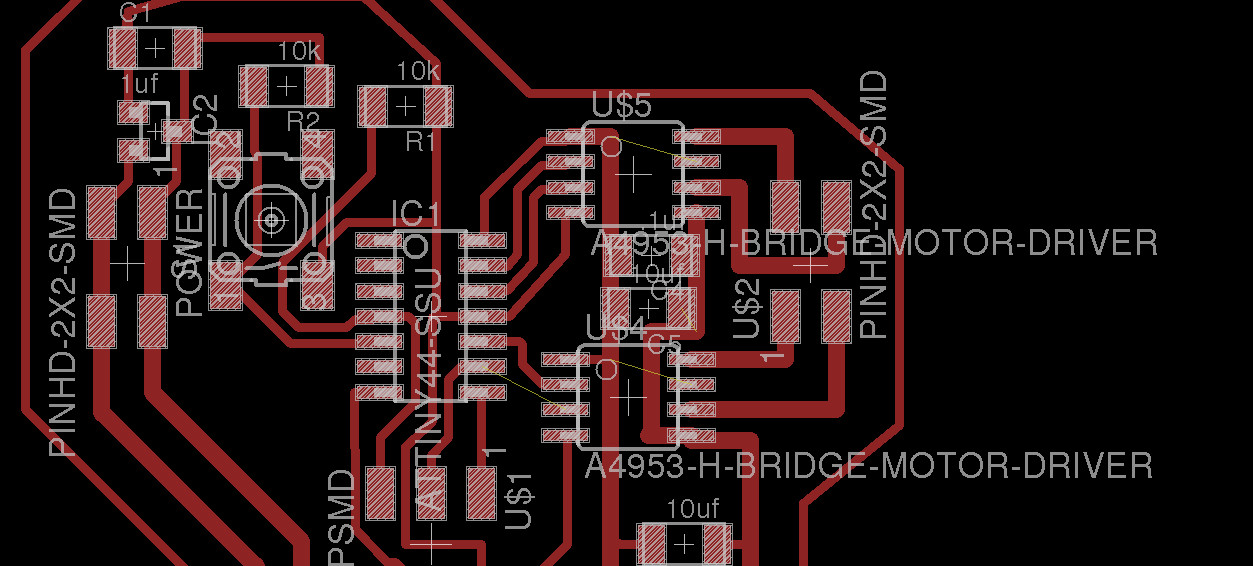 C1
10k
10k
1uf
U$5
C2
R2
R1
2
4
1
PINHD-2X2-SMD
PINHD-2X2-SMD
POWER
S1
IC1
1u
A4953-H-BRIDGE-MOTOR-DRIVER
10uf
C4
1
3
ATTINY44-SSU
U$2
U$4
C5
1
A4953-H-BRIDGE-MOTOR-DRIVER
1
PSMD
U$1
10uf